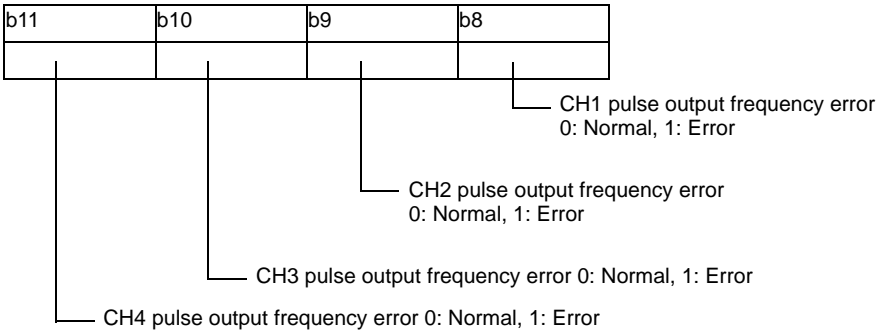 b11 b10 b9 b8
CH1 pulse output frequency error
0: Normal, 1: Error
CH2 pulse output frequency error
0: Normal, 1: Error
CH3 pulse output frequency error 0: Normal, 1: Error
CH4 pulse output frequency error 0: Normal, 1: Error